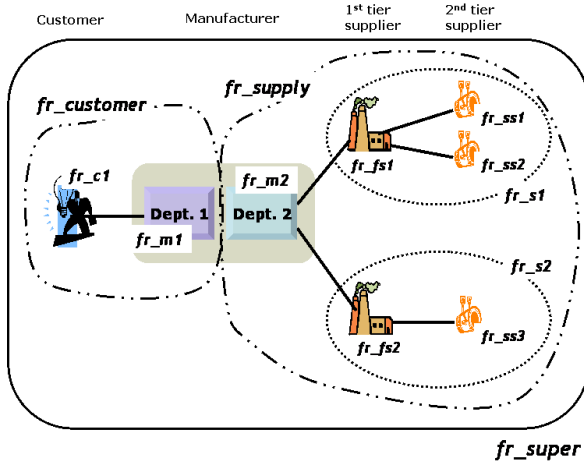 Customer
Manufacturer
1st tier
supplier
2nd tier
supplier
fr_customer
fr_supply
fr_c1
fr_m2
Dept. 1
Dept. 2
fr_m1
fr_fs1
fr_ss1
fr_ss2
fr_s1
fr_s2
fr_fs2
fr_ss3
fr_super